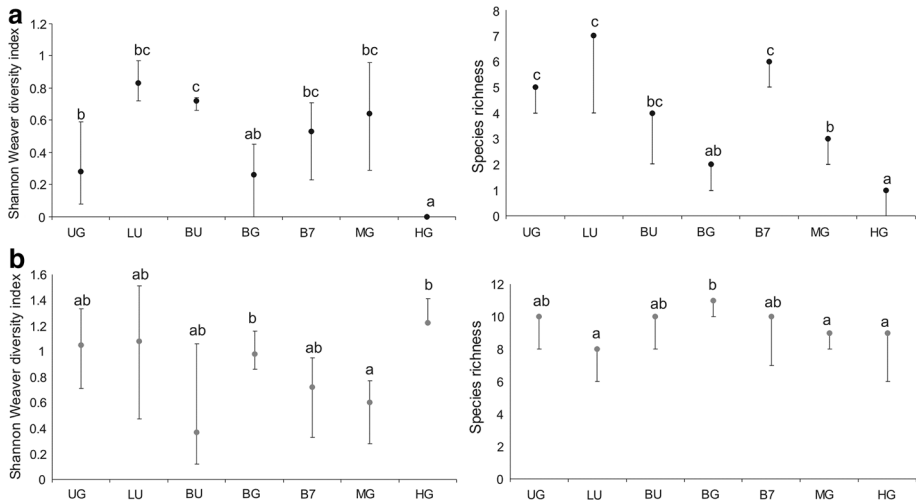 a
Shannon Weaver diversity index
1.2
1
0.8
0.6
0.4
0.2
0
b
bc
c
ab
bc
bc
a
UG LU BU BG B7 MG HG
Species richness
8
7
6
5
4
3
2
1
0
c
c
bc
ab
c
b
a
UG LU BU BG B7 MG HG
b
Shannon Weaver diversity index
1.6
1.4
1.2
1
0.8
0.6
0.4
0.2
0
ab
ab
ab
b
ab
a
b
UG LU BU BG B7 MG HG
Species richness
12
10
8
6
4
2
0
ab
a
ab
b
ab
a
a
UG LU BU BG B7 MG HG